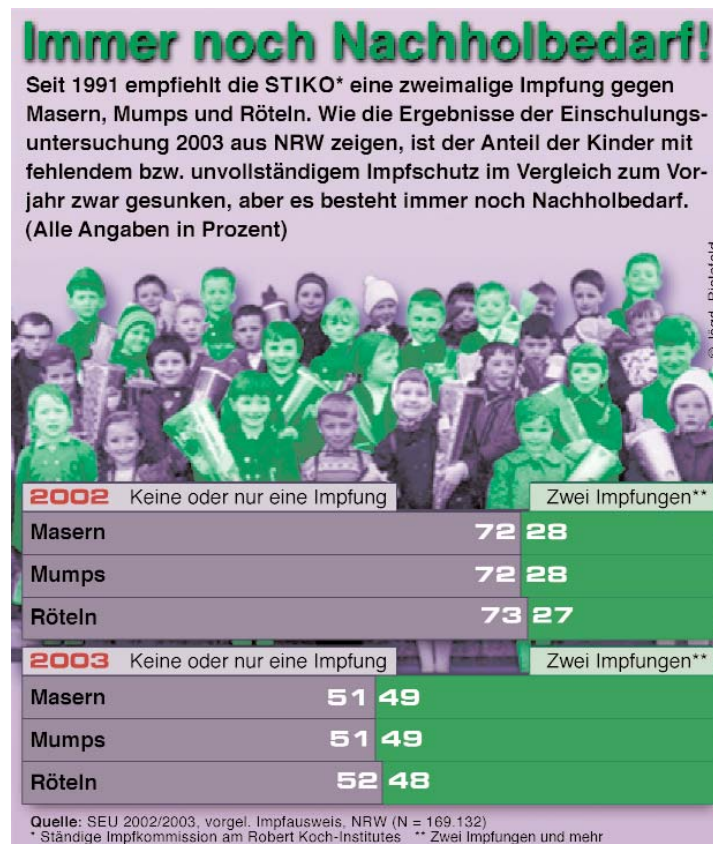 Immer noch Nachholbedarf!
Seit 1991 empfiehlt die STIKO* eine zweimalige Impfung gegen
Masern, Mumps und Röteln. Wie die Ergebnisse der Einschulungs-
untersuchung 2003 aus NRW zeigen, ist der Anteil der Kinder mit
fehlendem bzw. unvollständigem Impfschutz im Vergleich zum Vor-
jahr zwar gesunken, aber es besteht immer noch Nachholbedarf.
(Alle Angaben in Prozent)
© lögd, Bielefeld
2002 Keine oder nur eine Impfung Zwei Impfungen**
Masern 72 28
Mumps 72 28
Röteln 73 27
2003 Keine oder nur eine Impfung Zwei Impfungen**
Masern 51 49
Mumps 51 49
Röteln 52 48
Quelle: SEU 2002/2003, vorgel. Impfausweis, NRW (N = 169.132)
* Ständige Impfkommission am Robert Koch-Institutes ** Zwei Impfungen und mehr